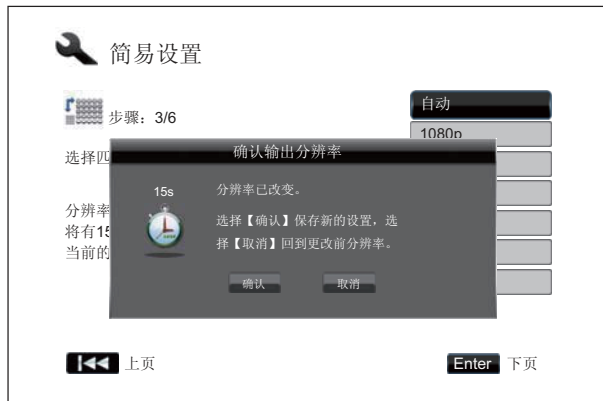 简易设置
步骤：3/6
自动
1080p
选择匹
确认输出分辨率
15s
分辨率已改变。
选择【确认】保存新的设置，选
择【取消】回到更改前分辨率。
分辨率
将有15
当前的
确认
取消
上页
Enter 下页